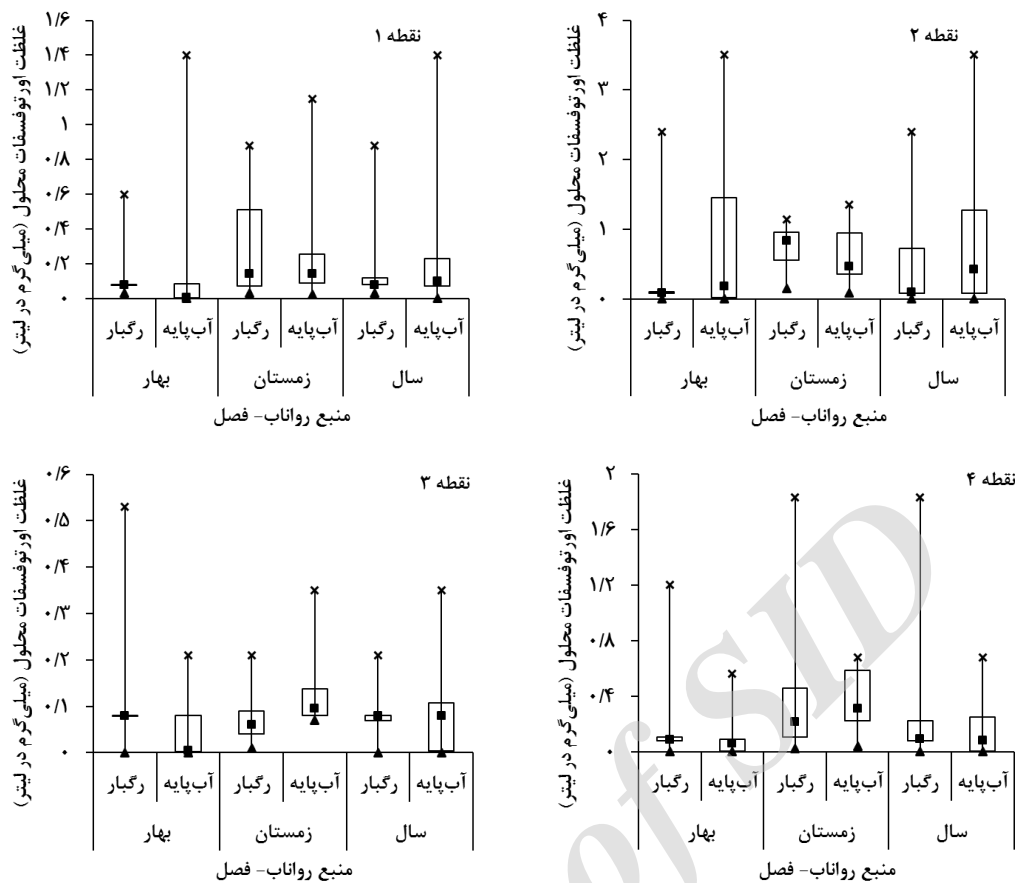 نقطه ۱
غلظت اورتوفسفات محلول (میلی‌گرم در لیتر)
۱/۶
۱/۴
۱/۲
۱
۰/۸
۰/۶
۰/۴
۰/۲
۰
رگبار آب‌پایه رگبار آب‌پایه رگبار آب‌پایه
بهار زمستان سال
منبع رواناب- فصل
نقطه ۲
غلظت اورتوفسفات محلول (میلی‌گرم در لیتر)
۴
۳
۲
۱
۰
رگبار آب‌پایه رگبار آب‌پایه رگبار آب‌پایه
بهار زمستان سال
منبع رواناب- فصل
نقطه ۳
غلظت اورتوفسفات محلول (میلی‌گرم در لیتر)
۰/۶
۰/۵
۰/۴
۰/۳
۰/۲
۰/۱
۰
رگبار آب‌پایه رگبار آب‌پایه رگبار آب‌پایه
بهار زمستان سال
منبع رواناب- فصل
نقطه ۴
غلظت اورتوفسفات محلول (میلی‌گرم در لیتر)
۲
۱/۶
۱/۲
۰/۸
۰/۴
۰
رگبار آب‌پایه رگبار آب‌پایه رگبار آب‌پایه
بهار زمستان سال
منبع رواناب- فصل
of SID